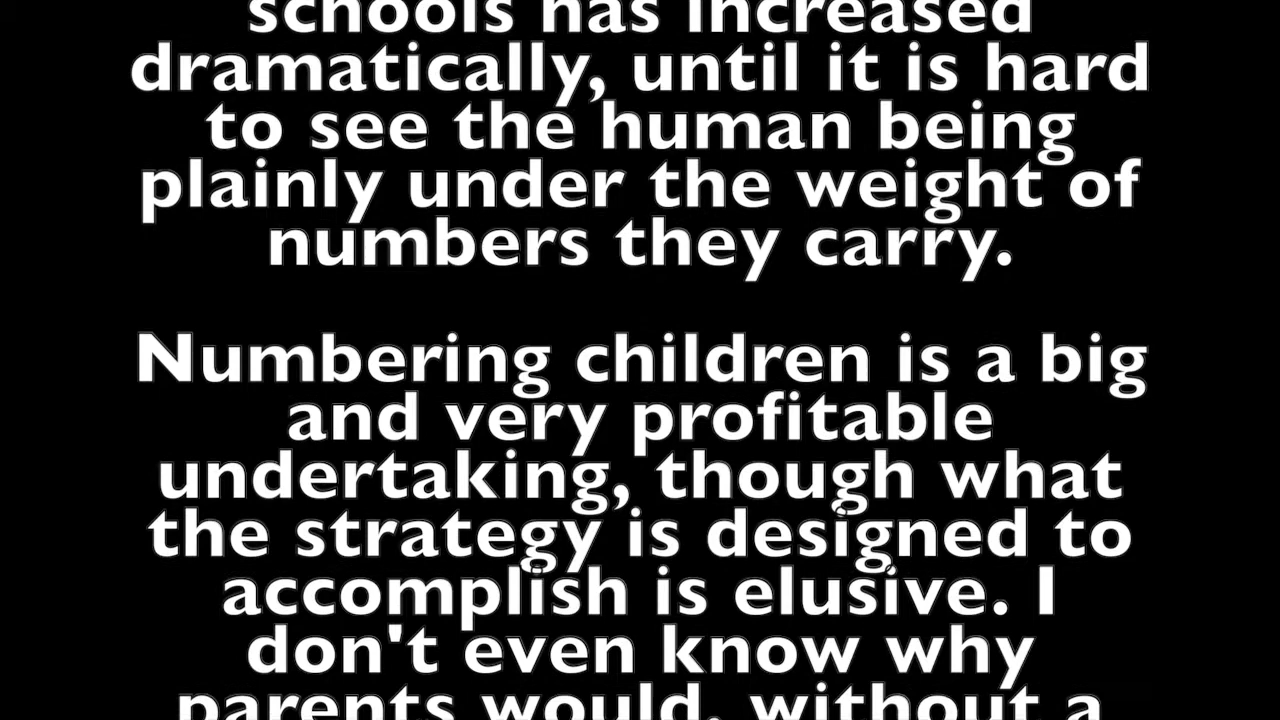 schools has increased
dramatically, until it is hard
to see the human being
plainly under the weight of
numbers they carry.
Numbering children is a big
and very profitable
undertaking, though what
the strategy is designed to
accomplish is elusive. I
don't even know why
parents would, without a